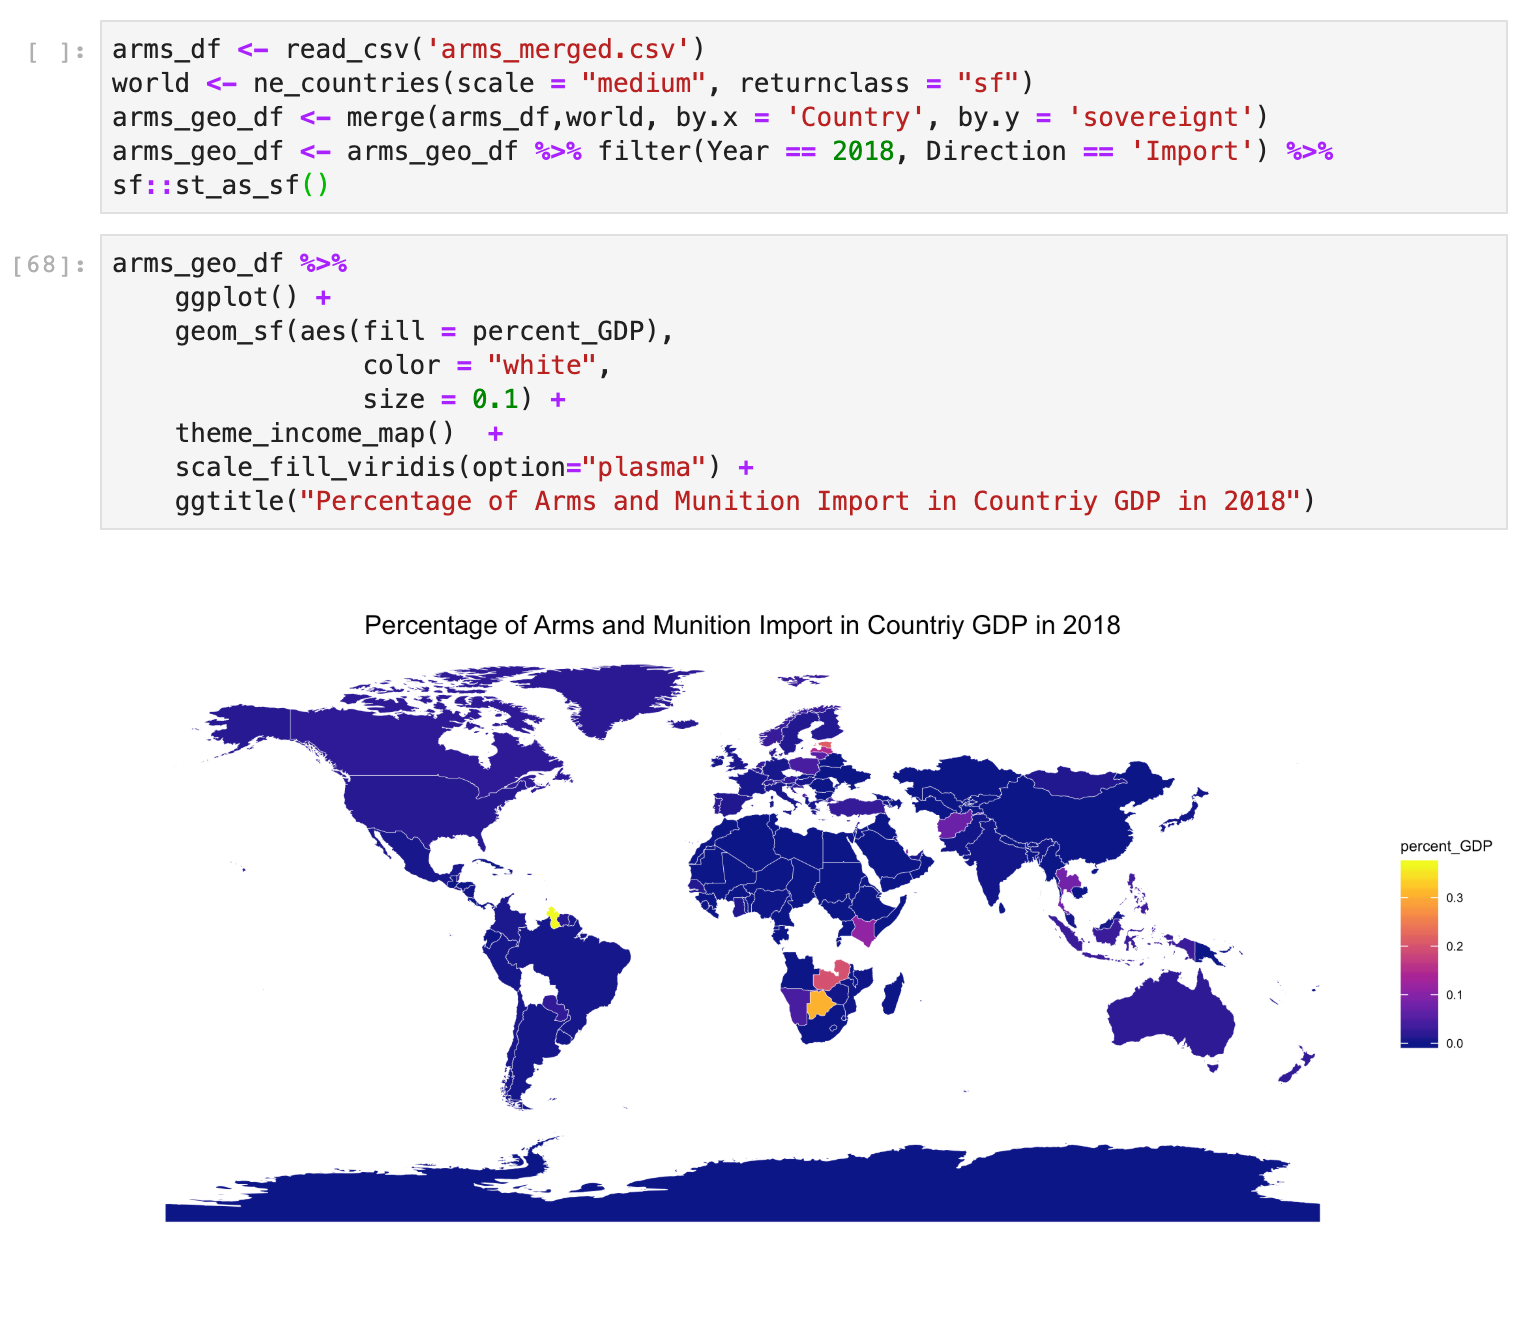 [ ]:
arms_df <- read_csv('arms_merged.csv')
world <- ne_countries(scale = "medium", returnclass = "sf")
arms_geo_df <- merge(arms_df,world, by.x = 'Country', by.y = 'sovereignt')
arms_geo_df <- arms_geo_df %>% filter(Year == 2018, Direction == 'Import') %>%
sf::st_as_sf()
[68]:
arms_geo_df %>%
    ggplot() +
    geom_sf(aes(fill = percent_GDP),
                color = "white",
                size = 0.1) +
    theme_income_map()  +
    scale_fill_viridis(option="plasma") +
    ggtitle("Percentage of Arms and Munition Import in Countriy GDP in 2018")
Percentage of Arms and Munition Import in Countriy GDP in 2018
percent_GDP
0.3
0.2
0.1
0.0